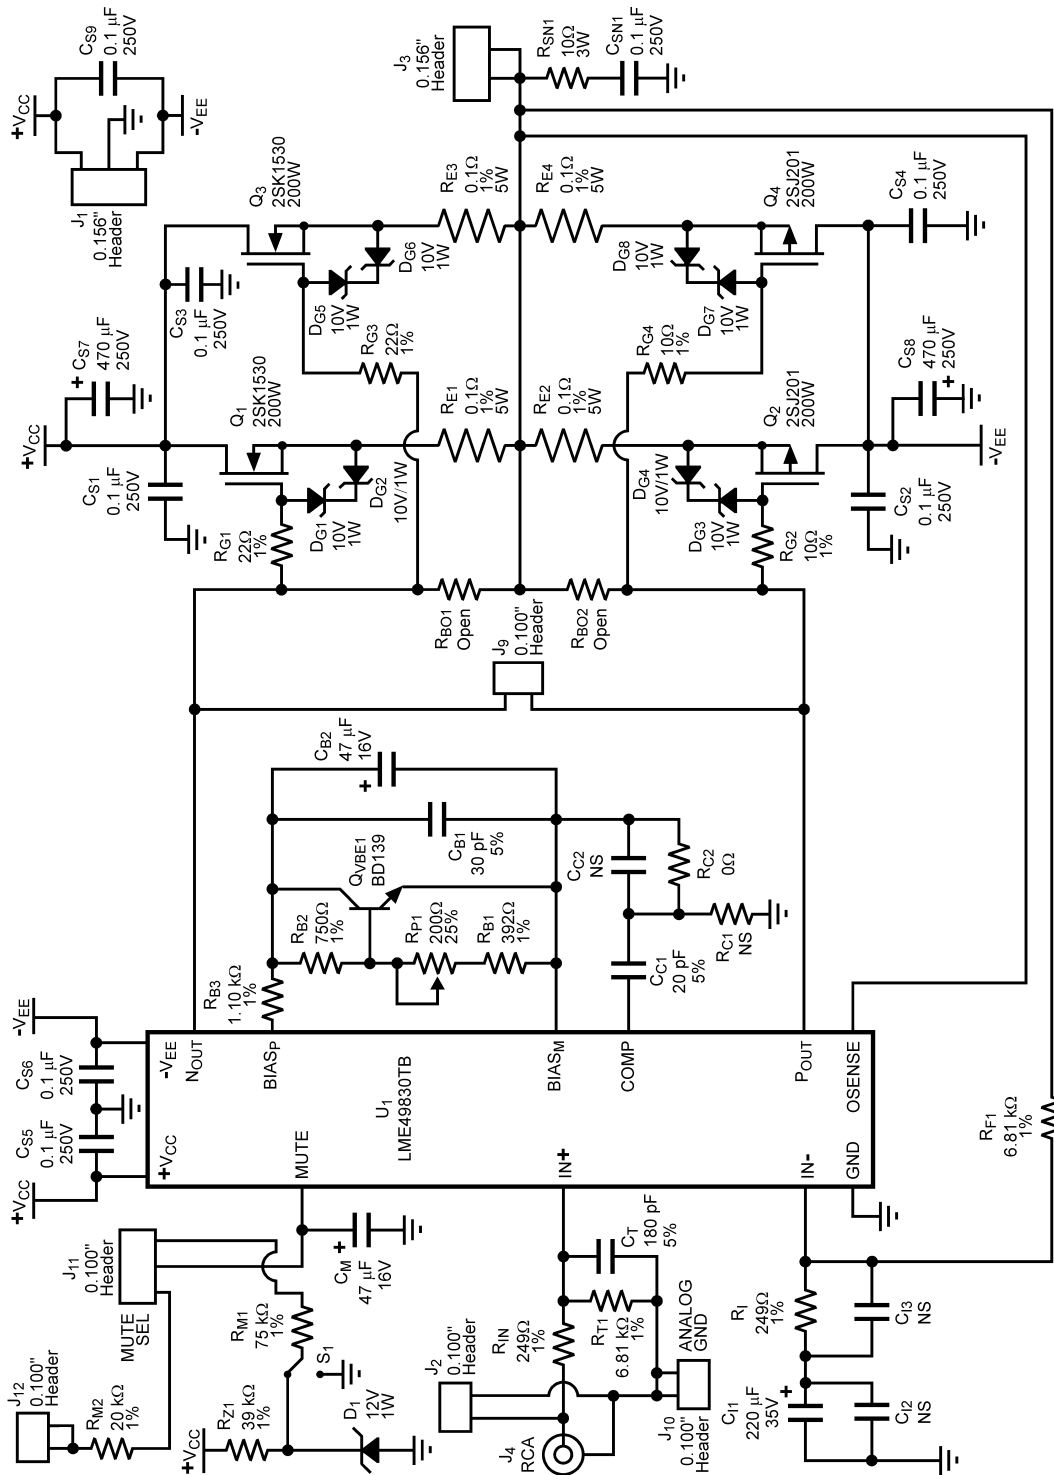 +VCC
CS9
0.1 µF
250V
-VEE
J1
0.156"
Header
J3
0.156"
Header
RSN1
10Ω
3W
CSN1
0.1 µF
250V
+VCC
CS7
470 µF
250V
CS3
0.1 µF
250V
CS1
0.1 µF
250V
Q3
2SK1530
200W
Q1
2SK1530
200W
DG6
10V
1W
DG5
10V
1W
RG3
22Ω
1%
RE3
0.1Ω
1%
5W
RE4
0.1Ω
1%
5W
DG8
10V
1W
DG7
10V
1W
RG4
10Ω
1%
Q4
2SJ201
200W
CS4
0.1 µF
250V
RG1
22Ω
1%
DG1
10V
1W
DG2
10V/1W
RE1
0.1Ω
1%
5W
RE2
0.1Ω
1%
5W
DG4
10V/1W
DG3
10V
1W
RG2
10Ω
1%
Q2
2SJ201
200W
CS8
470 µF
250V
CS2
0.1 µF
250V
-VEE
RBO1
Open
RBO2
Open
J9
0.100"
Header
CB2
47 µF
16V
CB1
30 pF
5%
QVBE1
BD139
RB2
750Ω
1%
RP1
200Ω
25%
RB1
392Ω
1%
RB3
1.10 kΩ
1%
CC2
NS
RC2
0Ω
CC1
20 pF
5%
RC1
NS
-VEE
CS6
0.1 µF
250V
CS5
0.1 µF
250V
+VCC
-VEE
NOUT
BIASP
BIASM
COMP
POUT
OSENSE
U1
LME49830TB
+VCC
MUTE
IN+
IN-
GND
RF1
6.81 kΩ
1%
J11
0.100"
Header
MUTE
SEL
J12
0.100"
Header
RM2
20 kΩ
1%
RM1
75 kΩ
1%
CM
47 µF
16V
S1
+VCC
RZ1
39 kΩ
1%
D1
12V
1W
J2
0.100"
Header
RIN
249Ω
1%
RT1
6.81 kΩ
1%
CT
180 pF
5%
ANALOG
GND
J4
RCA
J10
0.100"
Header
RI
249Ω
1%
CI3
NS
CI1
220 µF
35V
CI2
NS